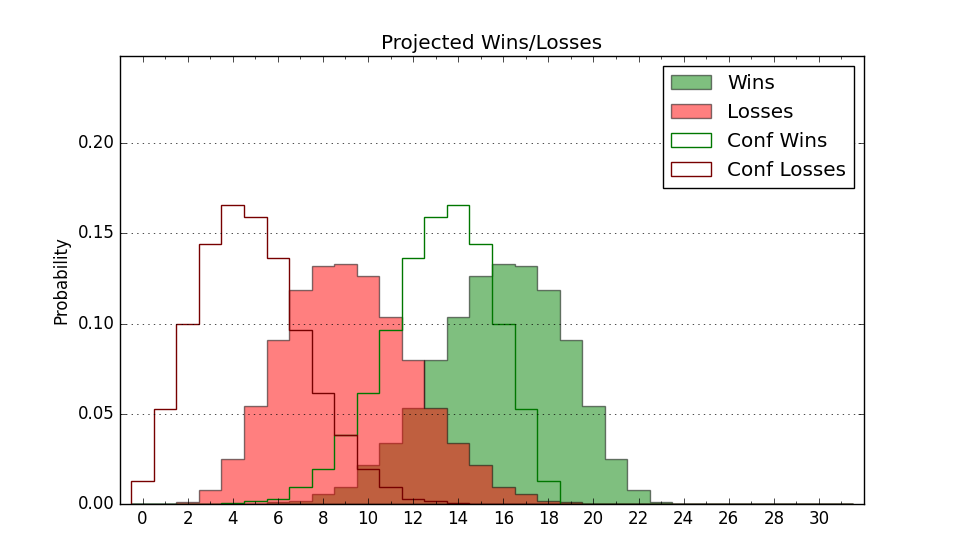 Projected Wins/Losses
Wins
Losses
Conf Wins
Conf Losses
Probability
0.20
0.15
0.10
0.05
0.00
0 2 4 6 8 10 12 14 16 18 20 22 24 26 28 30